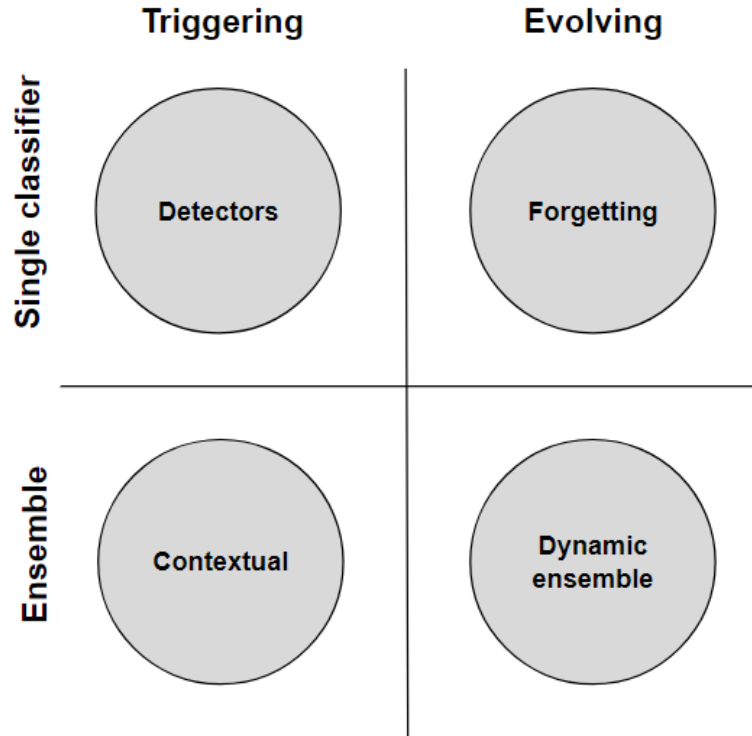 Triggering
Evolving
Single classifier
Detectors
Forgetting
Ensemble
Contextual
Dynamic
ensemble